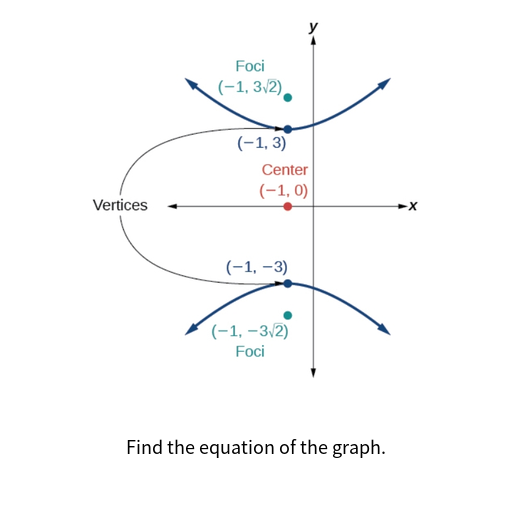 y
Foci
(−1, 3√2)
(−1, 3)
Center
(−1, 0)
Vertices
x
(−1, −3)
(−1, −3√2)
Foci
Find the equation of the graph.